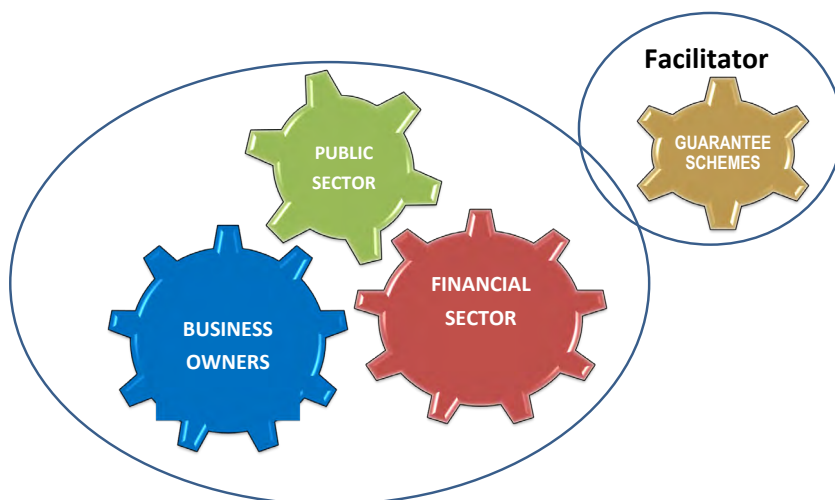 Facilitator
GUARANTEE
SCHEMES
PUBLIC
SECTOR
FINANCIAL
SECTOR
BUSINESS
OWNERS